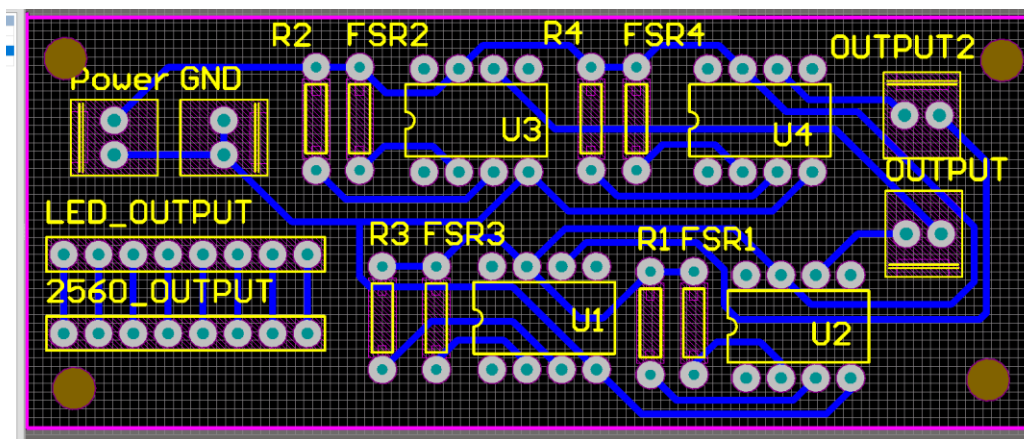 R2 FSR2 R4 FSR4 OUTPUT2
Power GND
U3 U4
OUTPUT
LED_OUTPUT
R3 FSR3 R1 FSR1
2560_OUTPUT
U1 U2